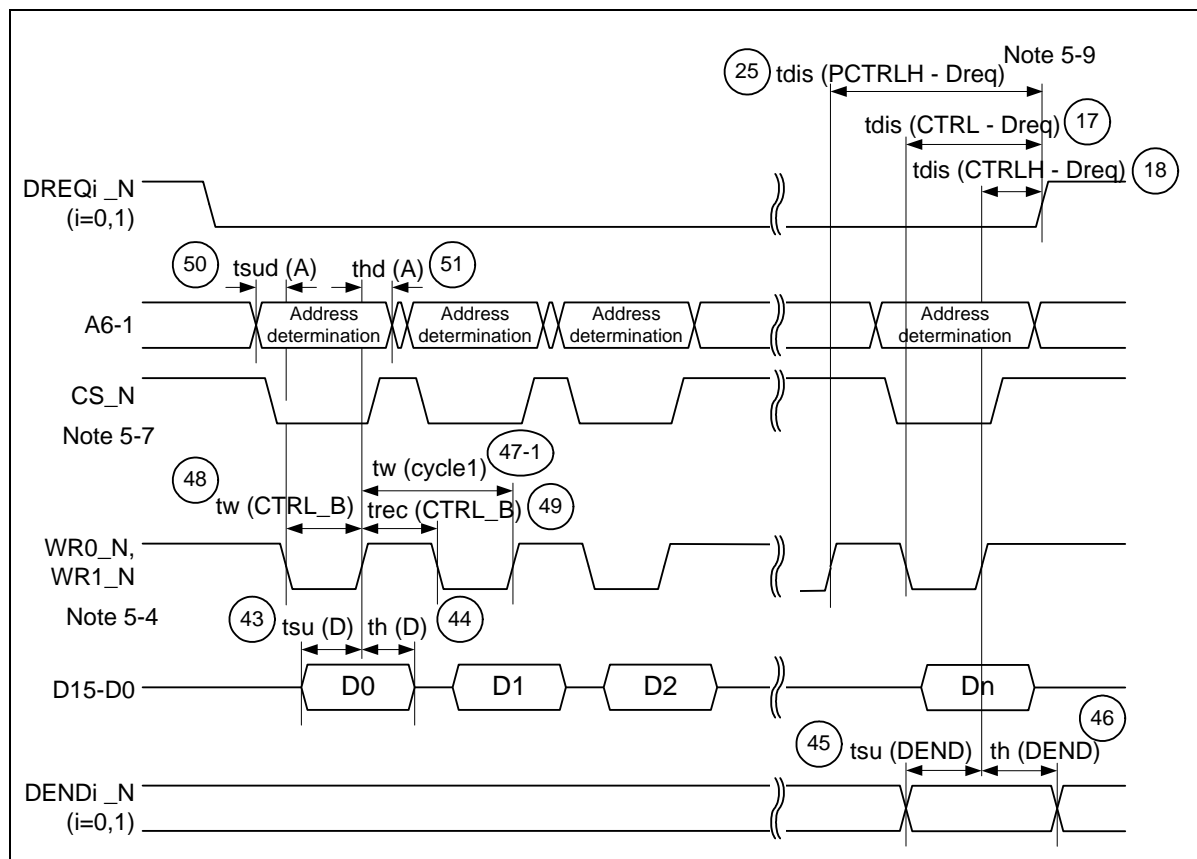 Note 5-9
25 tdis (PCTRLH - Dreq)
tdis (CTRL - Dreq) 17
tdis (CTRLH - Dreq) 18
DREQi _N
(i=0,1)
50 tsud (A) thd (A) 51
A6-1
Address determination
Address determination
Address determination
Address determination
CS_N
Note 5-7
47-1
tw (cycle1)
48
tw (CTRL_B) trec (CTRL_B) 49
WR0_N,
WR1_N
Note 5-4
43 tsu (D) th (D) 44
D15-D0 D0 D1 D2 Dn
45 tsu (DEND) th (DEND) 46
DENDi _N
(i=0,1)